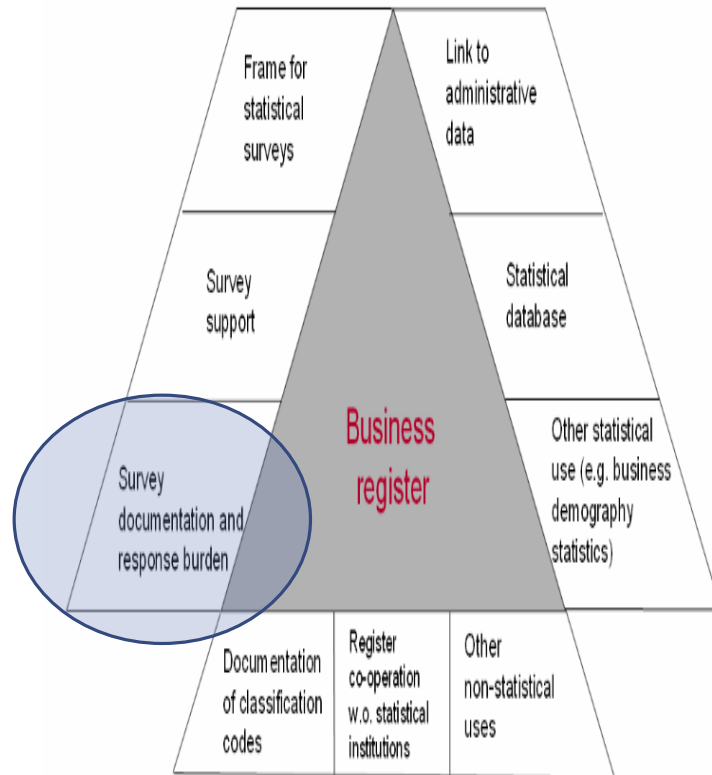 Frame for
statistical
surveys
Link to
administrative
data
Survey
support
Statistical
database
Business
register
Survey
documentation and
response burden
Other statistical
use (e.g. business
demography
statistics)
Documentation
of classification
codes
Register
co-operation
w.o. statistical
institutions
Other
non-statistical
uses